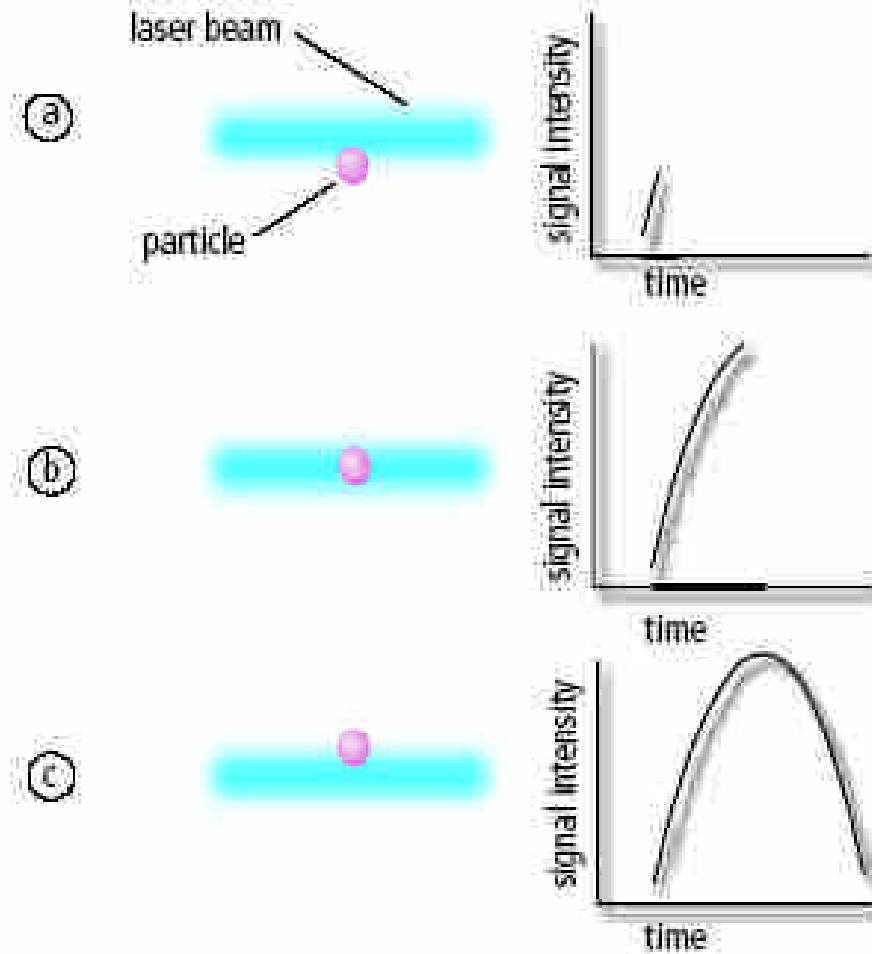 laser beam
a
particle
signal intensity
time
b
signal intensity
time
c
signal intensity
time